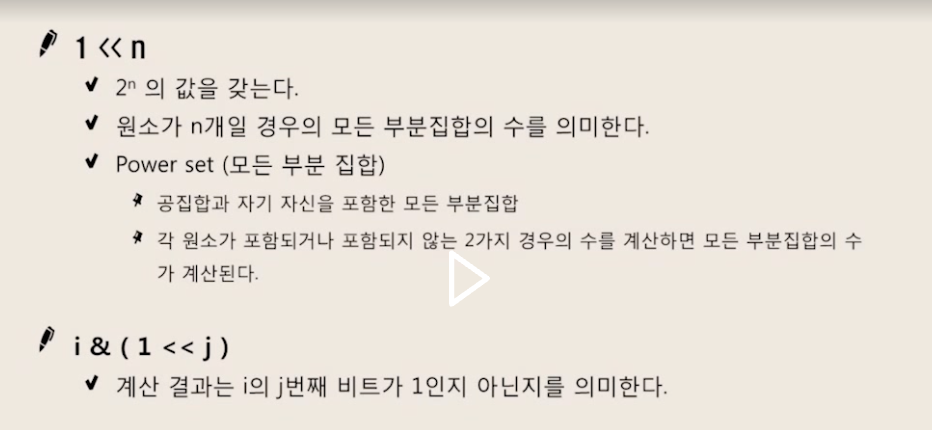 1 << n
2ⁿ 의 값을 갖는다.
원소가 n개일 경우의 모든 부분집합의 수를 의미한다.
Power set (모든 부분 집합)
공집합과 자기 자신을 포함한 모든 부분집합
각 원소가 포함되거나 포함되지 않는 2가지 경우의 수를 계산하면 모든 부분집합의 수
가 계산된다.
i & ( 1 << j )
계산 결과는 i의 j번째 비트가 1인지 아닌지를 의미한다.